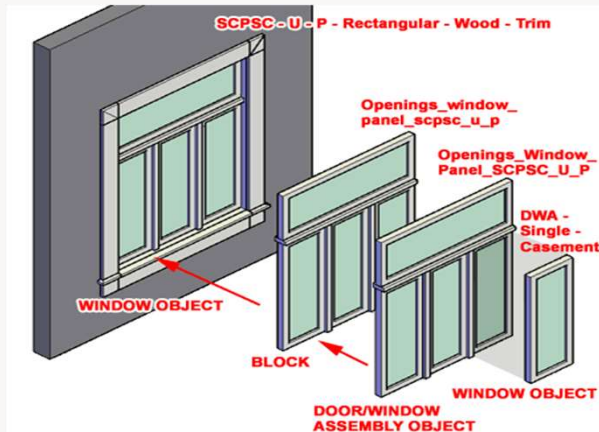 SCPSC - U - P - Rectangular - Wood - Trim
Openings_window_
panel_scpsc_u_p
Openings_Window_
Panel_SCPSC_U_P
DWA -
Single -
Casement
WINDOW OBJECT
BLOCK
WINDOW OBJECT
DOOR/WINDOW
ASSEMBLY OBJECT